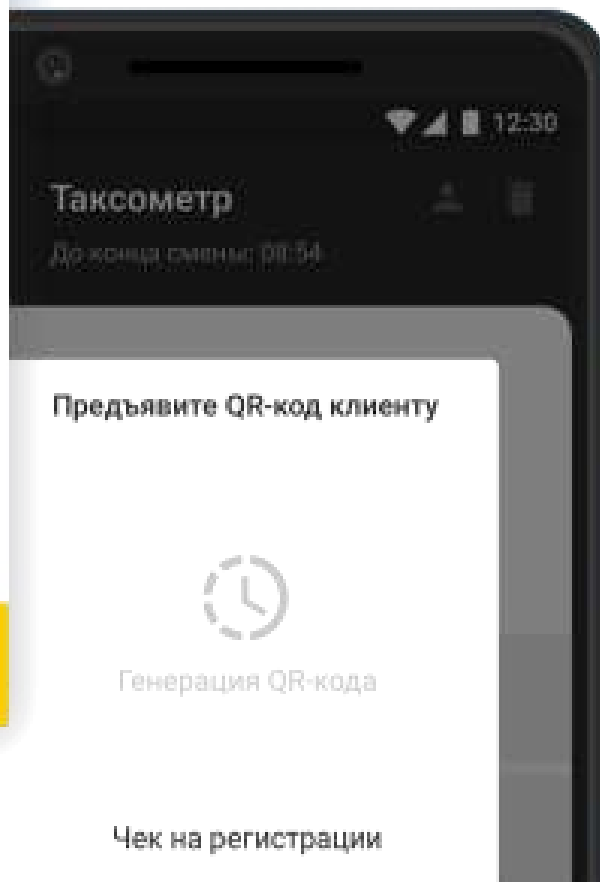 12:30
Таксометр
До конца смены: 08:54
Предъявите QR-код клиенту
Генерация QR-кода
Чек на регистрации